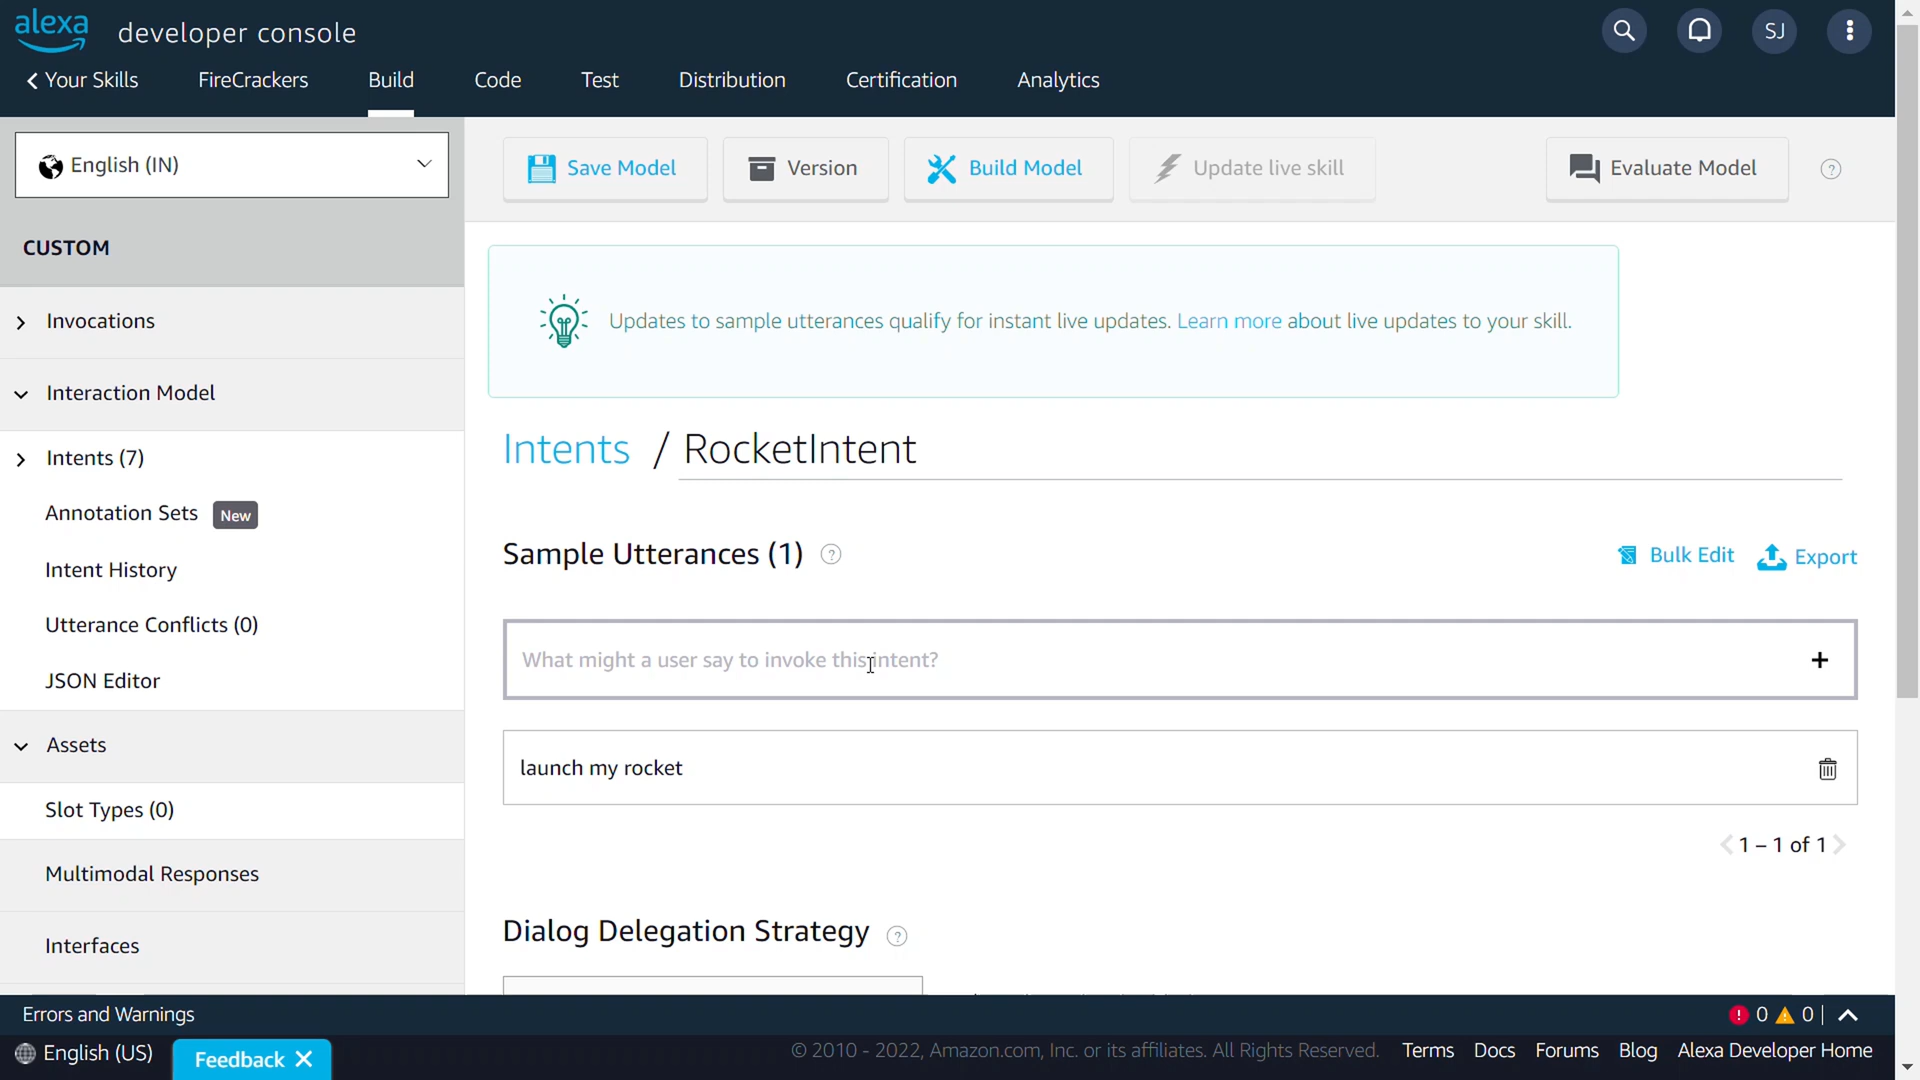 alexa developer console
SJ
Your Skills FireCrackers Build Code Test Distribution Certification Analytics
English (IN)
Save Model Version Build Model Update live skill Evaluate Model ?
CUSTOM
Invocations
Updates to sample utterances qualify for instant live updates. Learn more about live updates to your skill.
Interaction Model
Intents (7)
Intents / RocketIntent
Annotation Sets New
Intent History
Sample Utterances (1) ?
Bulk Edit Export
Utterance Conflicts (0)
What might a user say to invoke this intent? +
JSON Editor
Assets
launch my rocket
Slot Types (0)
1 – 1 of 1
Multimodal Responses
Dialog Delegation Strategy ?
Interfaces
Errors and Warnings
! 0 ! 0
English (US)
Feedback X
© 2010 - 2022, Amazon.com, Inc. or its affiliates. All Rights Reserved. Terms Docs Forums Blog Alexa Developer Home